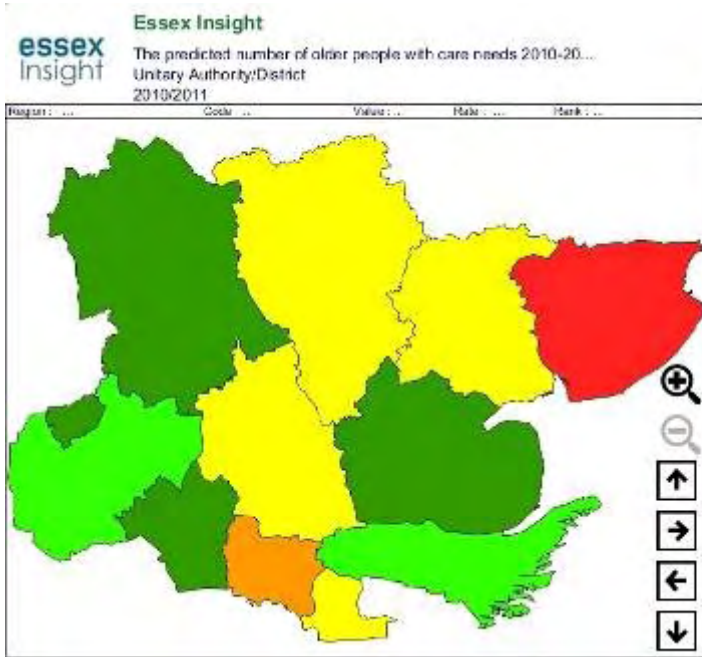 essex
Insight
Essex Insight
The predicted number of older people with care needs 2010-20...
Unitary Authority/District
2010/2011
Region : ... Code ... Value : ... Rate : ... Rank : ...